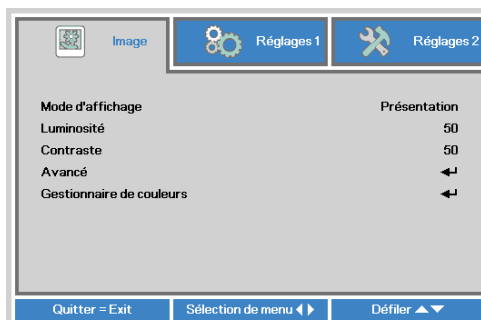 Image Réglages 1 Réglages 2
Mode d'affichage Présentation
Luminosité 50
Contraste 50
Avancé
Gestionnaire de couleurs
Quitter = Exit Sélection de menu Défiler